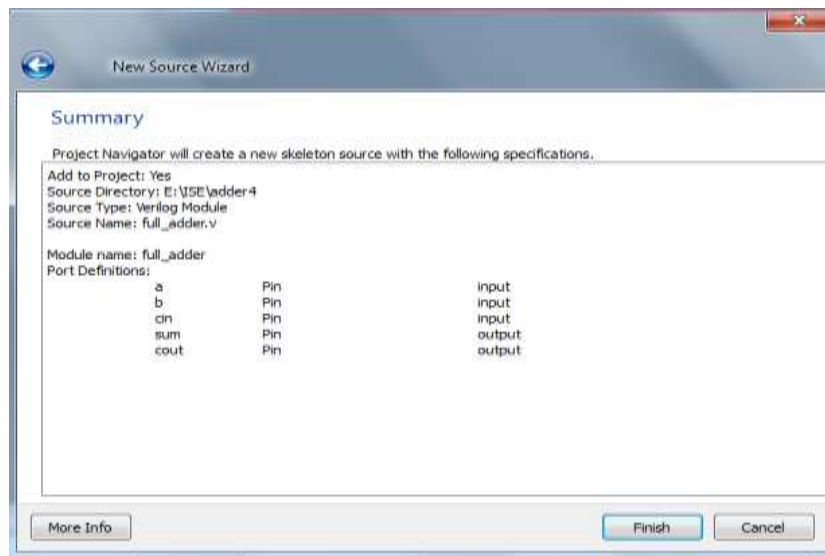 New Source Wizard
Summary
Project Navigator will create a new skeleton source with the following specifications.
Add to Project: Yes
Source Directory: E:\ISE\adder4
Source Type: Verilog Module
Source Name: full_adder.v
Module name: full_adder
Port Definitions:
a Pin input
b Pin input
cin Pin input
sum Pin output
cout Pin output
More Info Finish Cancel